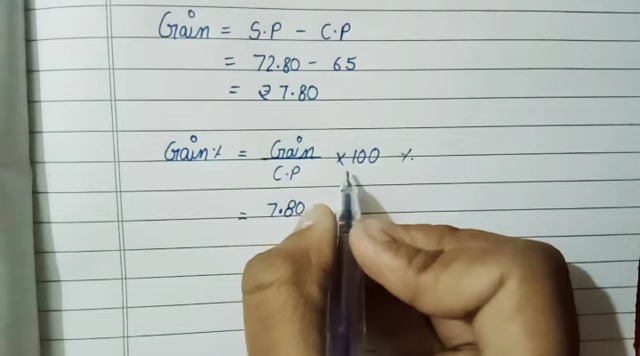 Gain = S.P - C.P
= 72.80 - 65
= ₹ 7.80
Gain % = Gain / C.P × 100 %
= 7.80